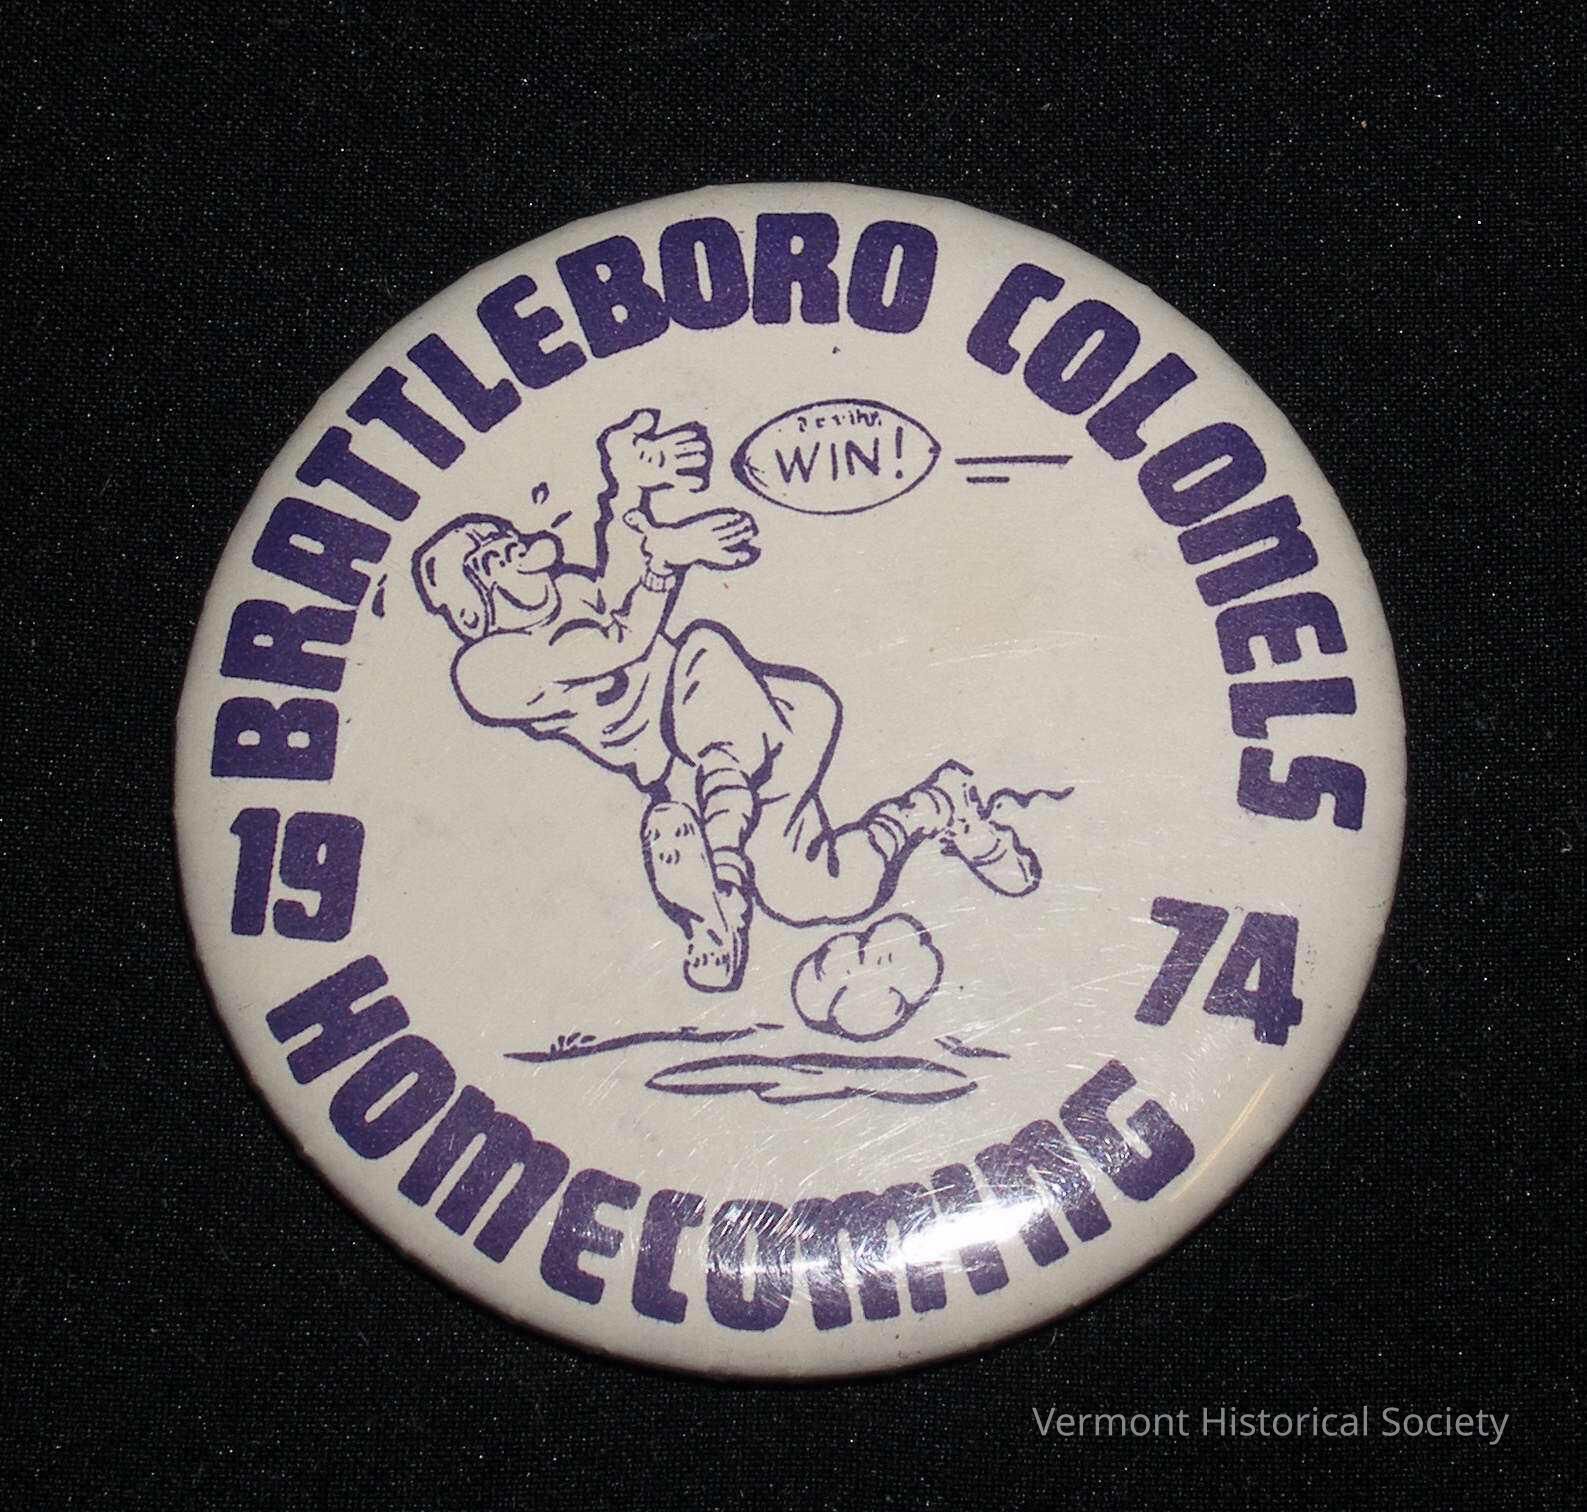 BRATTLEBORO COLONELS
WIN!
19 74
HOMECOMING
Vermont Historical Society